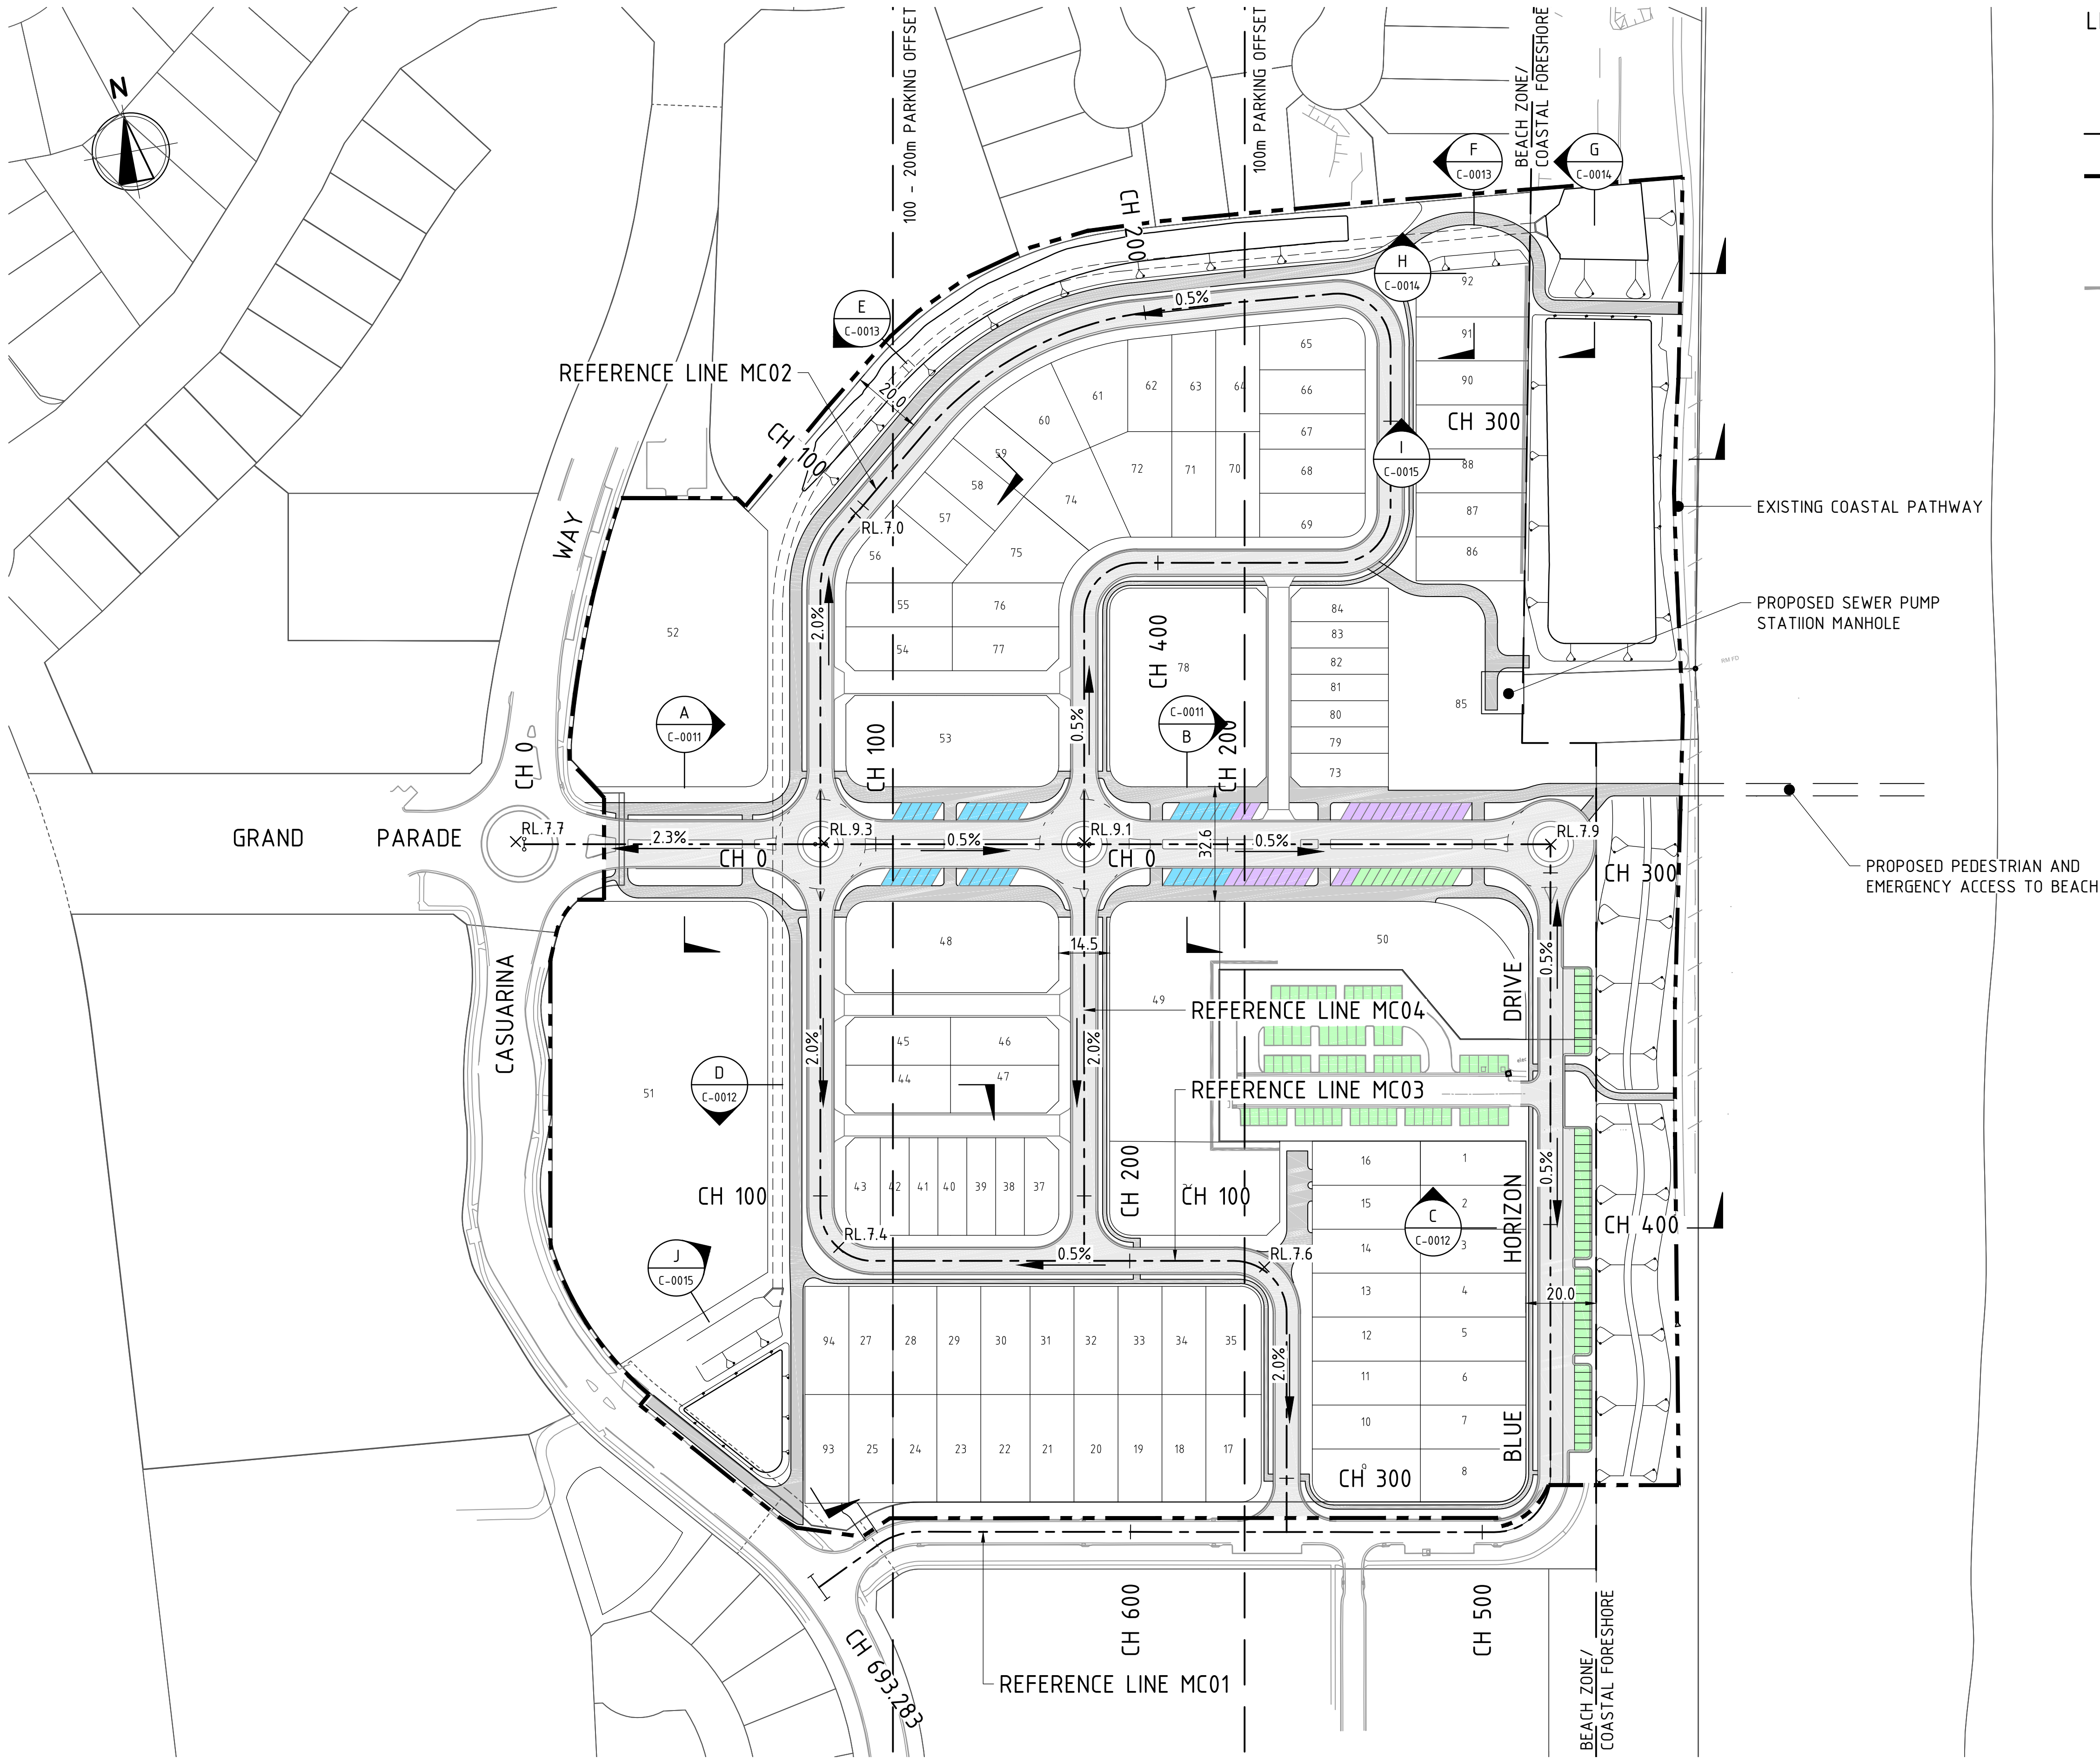 N
100 - 200m PARKING OFFSET
100m PARKING OFFSET
BEACH ZONE/
COASTAL FORESHORE
F
C-0013
G
C-0014
CH 200
H
C-0014
92
E
C-0013
0.5%
91
REFERENCE LINE MC02
65
90
20.0
61
62
63
64
66
CH 300
60
67
CH 100
59
72
71
70
68
I
C-0015
88
58
74
WAY
57
RL.7.0
69
87
EXISTING COASTAL PATHWAY
56
75
86
55
76
84
PROPOSED SEWER PUMP
STATIION MANHOLE
2.0%
52
54
77
83
82
CH 400
78
81
RM FD
85
A
C-0011
0.5%
C-0011
B
80
53
79
CH 0
CH 100
CH 200
73
GRAND
PARADE
RL.7.7
2.3%
RL.9.3
0.5%
RL.9.1
32.6
0.5%
RL.7.9
CH 0
CH 0
CH 300
PROPOSED PEDESTRIAN AND
EMERGENCY ACCESS TO BEACH
48
14.5
50
0.5%
CASUARINA
49
DRIVE
REFERENCE LINE MC04
45
46
2.0%
2.0%
44
47
D
C-0012
51
REFERENCE LINE MC03
16
1
0.5%
CH 100
43
42
41
40
39
38
37
CH 200
CH 100
15
2
C
C-0012
HORIZON
CH 400
RL.7.4
14
3
J
C-0015
0.5%
RL.7.6
13
4
20.0
94
27
28
29
30
31
32
33
34
35
12
5
2.0%
11
6
93
25
24
23
22
21
20
19
18
17
10
7
BLUE
9
CH 300
8
CH 600
CH 500
BEACH ZONE/
COASTAL FORESHORE
CH 693.283
REFERENCE LINE MC01